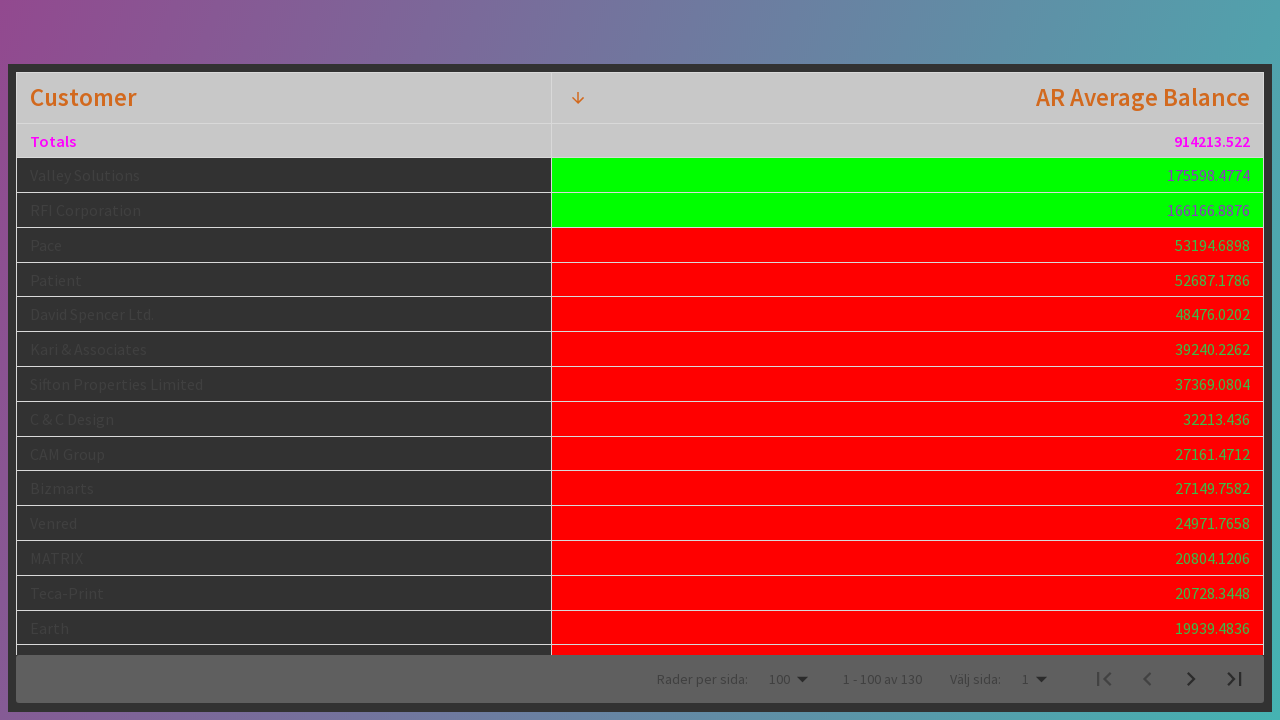 Customer AR Average Balance
Totals 914213.522
Valley Solutions 175598.4774
RFI Corporation 166166.8876
Pace 53194.6898
Patient 52687.1786
David Spencer Ltd. 48476.0202
Kari & Associates 39240.2262
Sifton Properties Limited 37369.0804
C & C Design 32213.436
CAM Group 27161.4712
Bizmarts 27149.7582
Venred 24971.7658
MATRIX 20804.1206
Teca-Print 20728.3448
Earth 19939.4836
Rader per sida: 100 1 - 100 av 130 Välj sida: 1